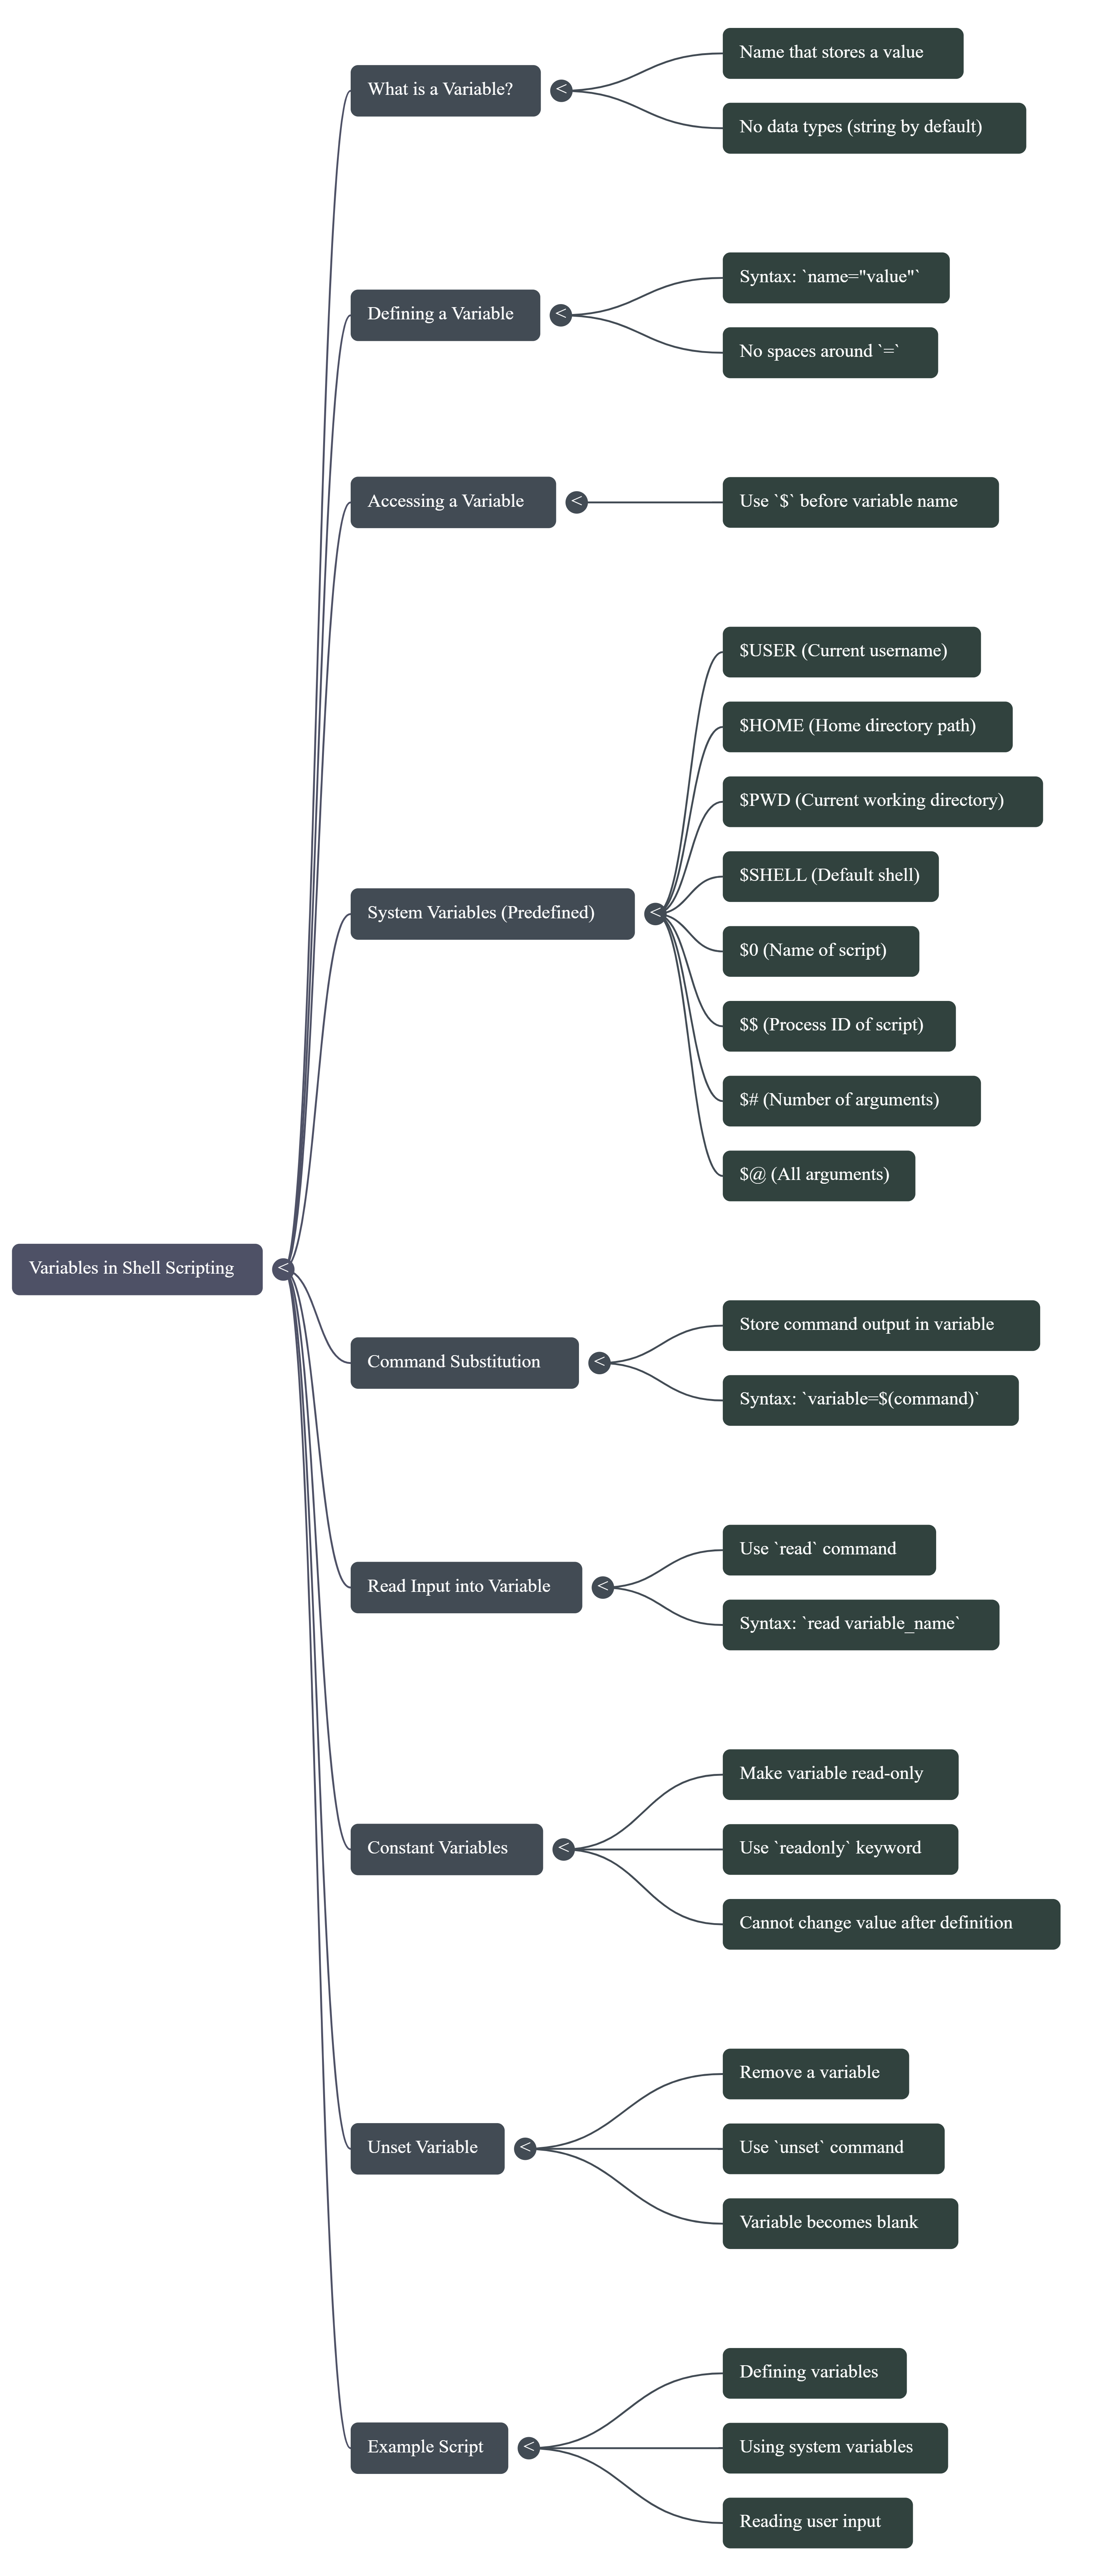 What is a Variable?
<
Name that stores a value
No data types (string by default)
Defining a Variable
<
Syntax: `name="value"`
No spaces around `=`
Accessing a Variable
<
Use `$` before variable name
System Variables (Predefined)
<
$USER (Current username)
$HOME (Home directory path)
$PWD (Current working directory)
$SHELL (Default shell)
$0 (Name of script)
$$ (Process ID of script)
$# (Number of arguments)
$@ (All arguments)
Variables in Shell Scripting
<
Command Substitution
<
Store command output in variable
Syntax: `variable=$(command)`
Read Input into Variable
<
Use `read` command
Syntax: `read variable_name`
Constant Variables
<
Make variable read-only
Use `readonly` keyword
Cannot change value after definition
Unset Variable
<
Remove a variable
Use `unset` command
Variable becomes blank
Example Script
<
Defining variables
Using system variables
Reading user input